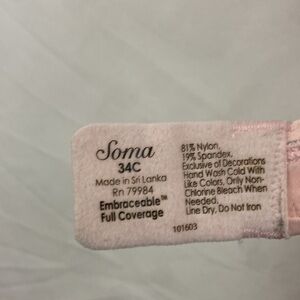 Soma
34C
Made in Sri Lanka
Rn 79984
Embraceable™
Full Coverage
81% Nylon,
19% Spandex,
Exclusive of Decorations
Hand Wash Cold With
Like Colors, Only Non-
Chlorine Bleach When
Needed,
Line Dry, Do Not Iron
101603